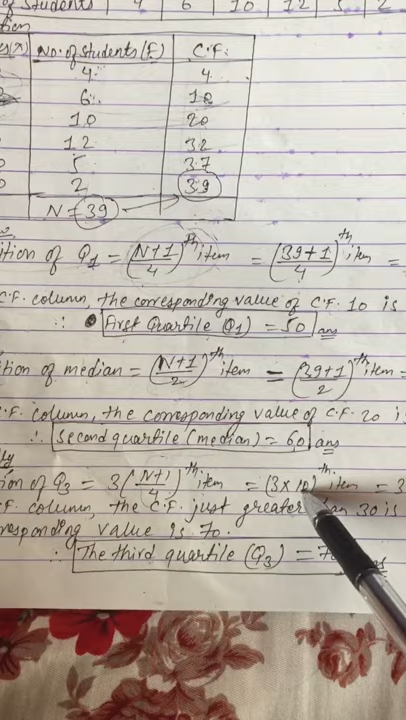 of Students 4 6 10 12 5 2
s(x) No. of Students (F) C.F.
4 4
6 10
10 20
12 32
5 37
2 39
N = 39
ition of Q1 = (N+1/4)th item = (39+1/4)th item =
C.F. column, the corresponding value of C.F. 10 is
∴ First Quartile (Q1) = 50 ans
ition of median = (N+1/2)th item = (39+1/2)th item =
C.F. column, the corresponding value of C.F. 20 is
∴ Second quartile (median) = 60 ans
ion of Q3 = 3(N+1/4)th item = (3 x 10)th item = 3
F column, the C.F. just greater than 30 is
responding value is 70.
∴ The third quartile (Q3) =